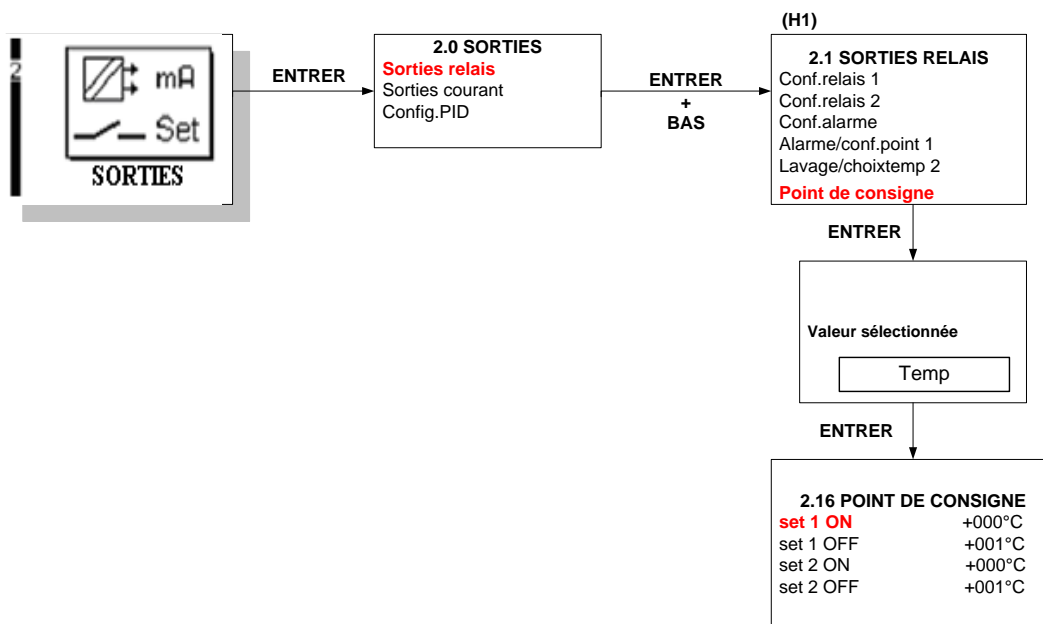 2
mA
Set
SORTIES
ENTRER
2.0 SORTIES
Sorties relais
Sorties courant
Config.PID
ENTRER
+
BAS
(H1)
2.1 SORTIES RELAIS
Conf.relais 1
Conf.relais 2
Conf.alarme
Alarme/conf.point 1
Lavage/choixtemp 2
Point de consigne
ENTRER
Valeur sélectionnée
Temp
ENTRER
2.16 POINT DE CONSIGNE
set 1 ON +000°C
set 1 OFF +001°C
set 2 ON +000°C
set 2 OFF +001°C